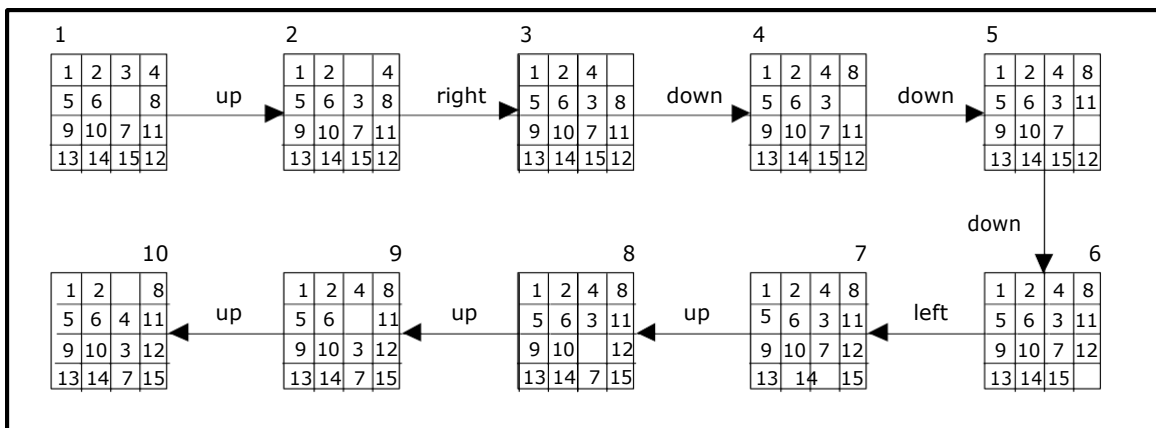 1 2 3 4 5
1 2 3 4 1 2 4 1 2 4 1 2 4 8 1 2 4 8
5 6 8 up 5 6 3 8 right 5 6 3 8 down 5 6 3 down 5 6 3 11
9 10 7 11 9 10 7 11 9 10 7 11 9 10 7 11 9 10 7
13 14 15 12 13 14 15 12 13 14 15 12 13 14 15 12 13 14 15 12
down
10 9 8 7 6
1 2 8 1 2 4 8 1 2 4 8 1 2 4 8 1 2 4 8
5 6 4 11 up 5 6 11 up 5 6 3 11 up 5 6 3 11 left 5 6 3 11
9 10 3 12 9 10 3 12 9 10 12 9 10 7 12 9 10 7 12
13 14 7 15 13 14 7 15 13 14 7 15 13 14 15 13 14 15